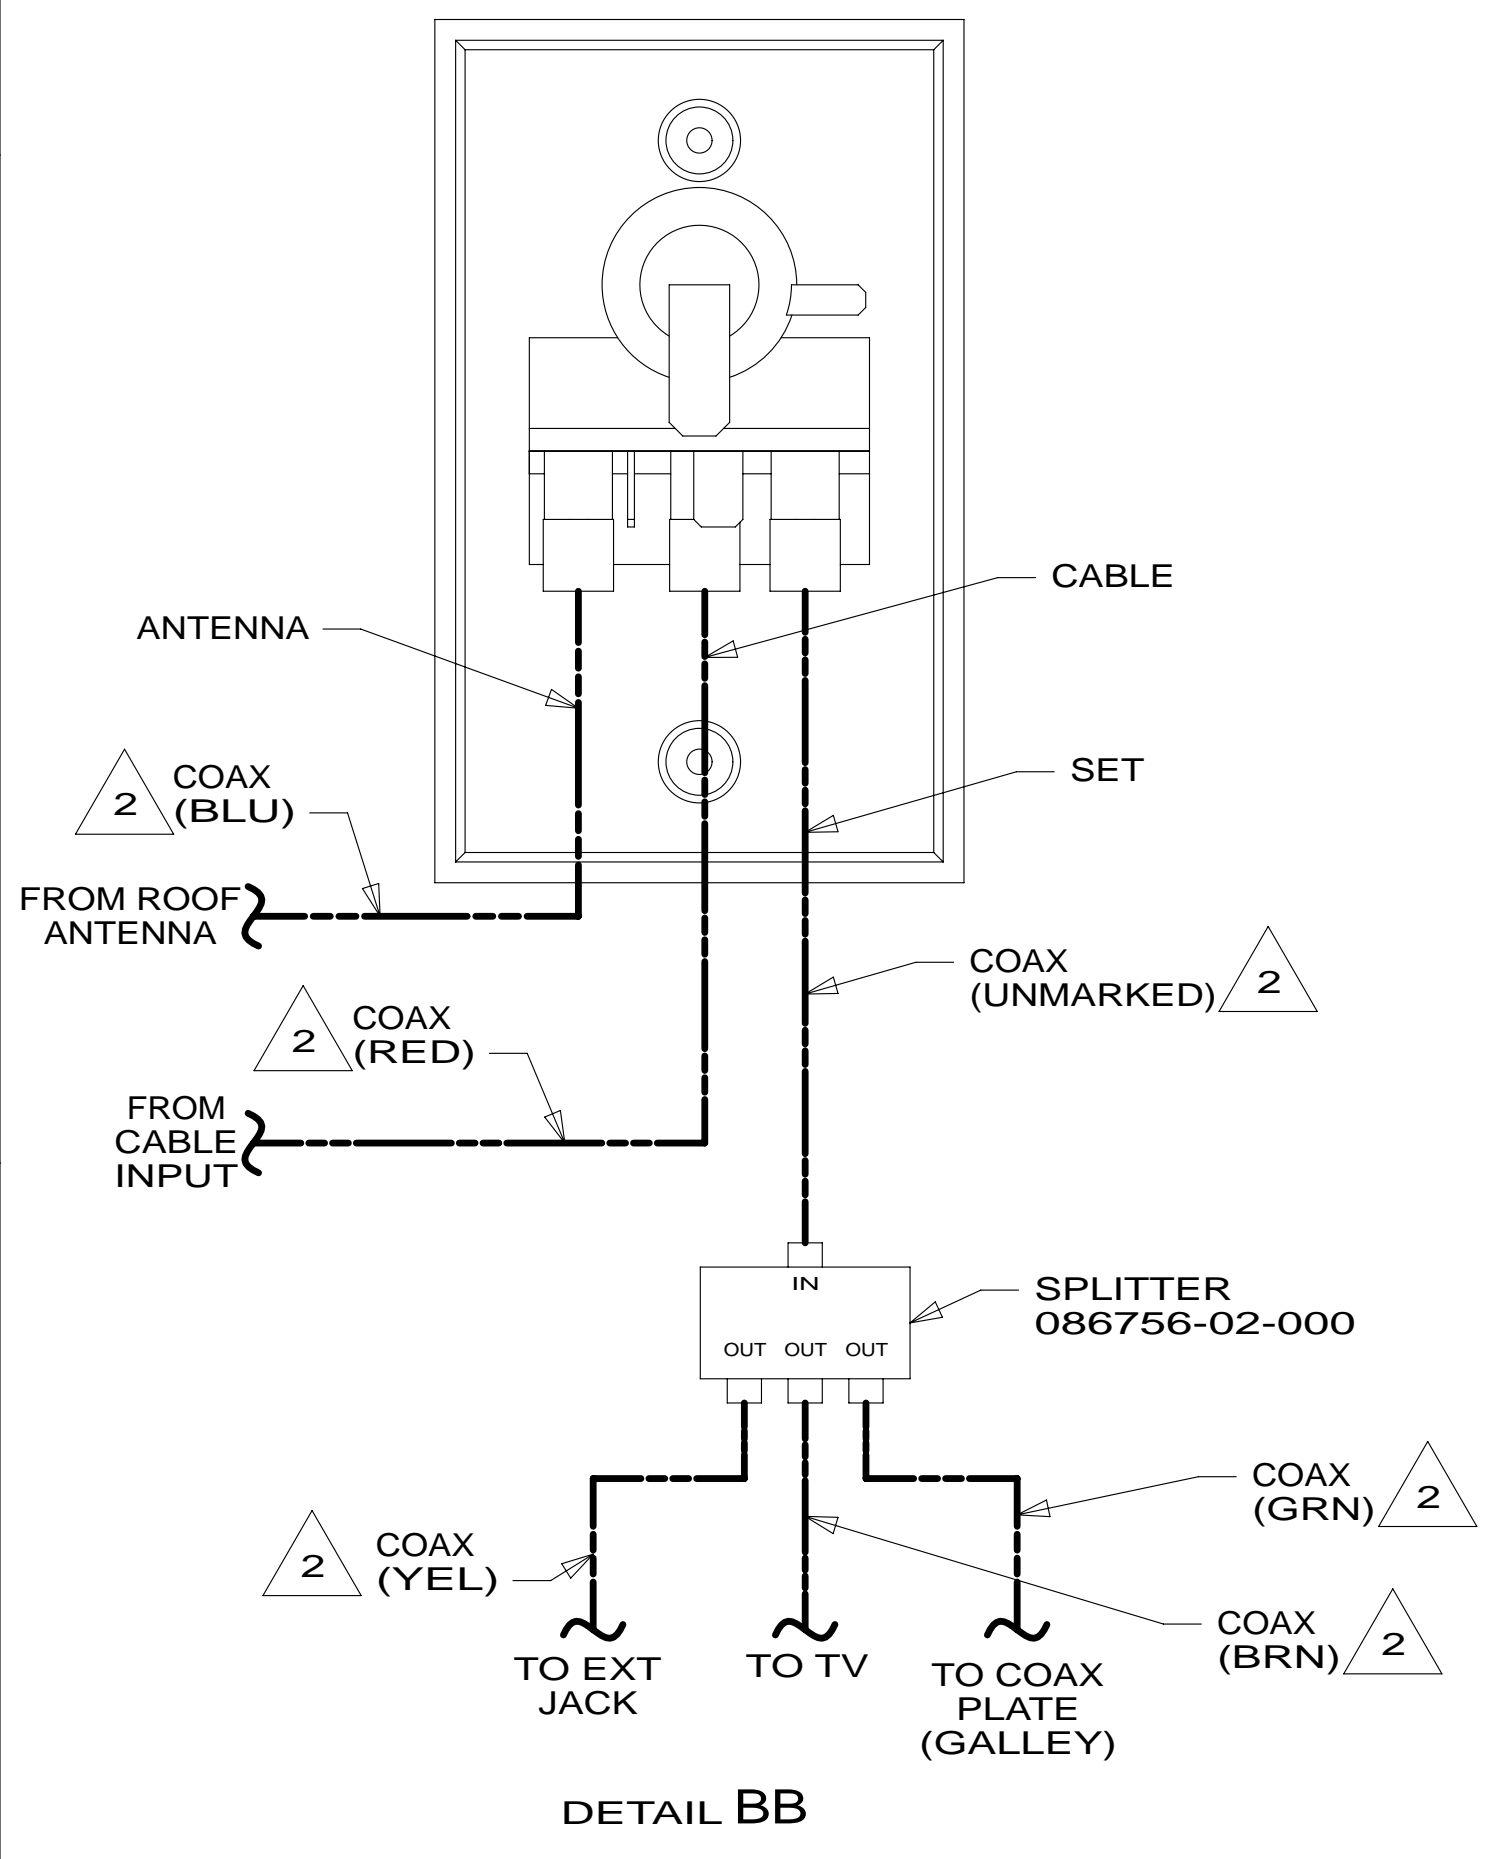 CABLE
ANTENNA
SET
2
COAX
(BLU)
FROM ROOF
ANTENNA
COAX
(UNMARKED)
2
2
COAX
(RED)
FROM
CABLE
INPUT
IN
SPLITTER
086756-02-000
OUT OUT OUT
COAX
(GRN)
2
2
COAX
(YEL)
COAX
(BRN)
2
TO EXT
JACK
TO TV
TO COAX
PLATE
(GALLEY)
DETAIL BB